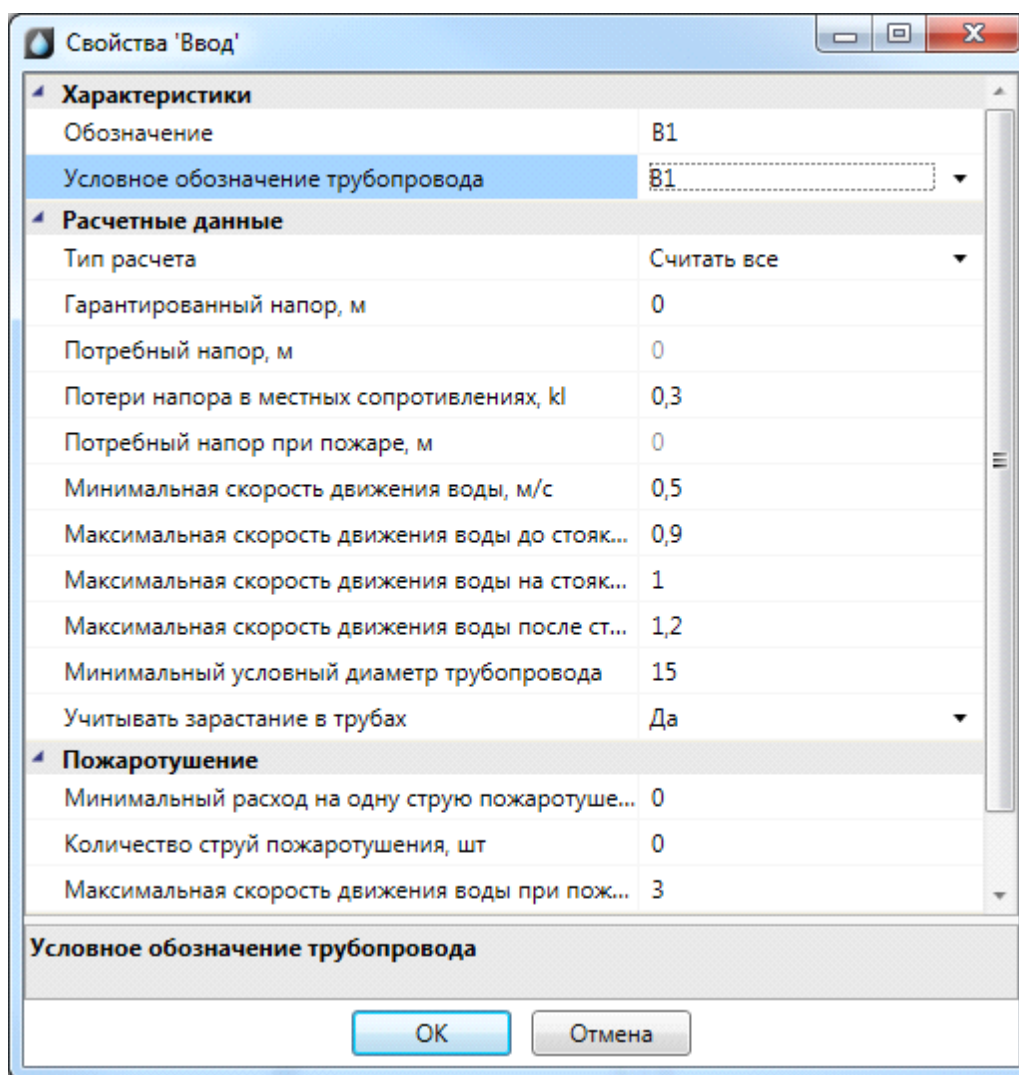 Свойства 'Ввод'
Характеристики
Обозначение В1
Условное обозначение трубопровода В1
Расчетные данные
Тип расчета Считать все
Гарантированный напор, м 0
Потребный напор, м 0
Потери напора в местных сопротивлениях, kl 0,3
Потребный напор при пожаре, м 0
Минимальная скорость движения воды, м/с 0,5
Максимальная скорость движения воды до стояк... 0,9
Максимальная скорость движения воды на стояк... 1
Максимальная скорость движения воды после ст... 1,2
Минимальный условный диаметр трубопровода 15
Учитывать зарастание в трубах Да
Пожаротушение
Минимальный расход на одну струю пожаротуше... 0
Количество струй пожаротушения, шт 0
Максимальная скорость движения воды при пож... 3
Условное обозначение трубопровода
ОК Отмена